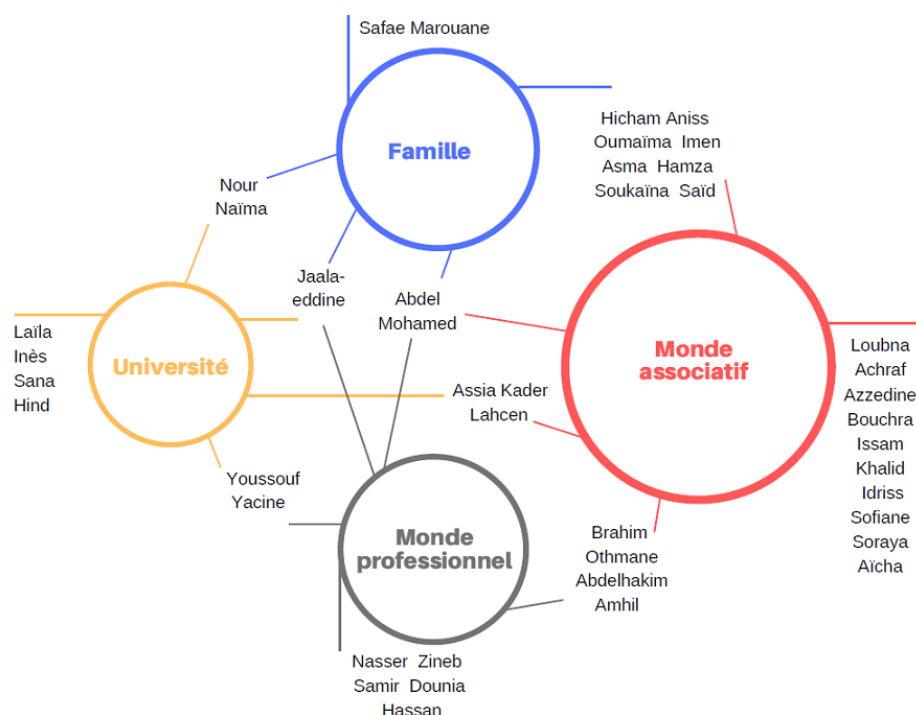 Safae Marouane
Famille
Hicham Aniss
Oumaïma Imen
Asma Hamza
Soukaïna Saïd
Nour
Naïma
Jaala-
eddine
Abdel
Mohamed
Laïla
Inès
Sana
Hind
Université
Monde
associatif
Loubna
Achraf
Azzedine
Bouchra
Issam
Khalid
Idriss
Sofiane
Soraya
Aïcha
Assia Kader
Lahcen
Youssouf
Yacine
Monde
professionnel
Brahim
Othmane
Abdelhakim
Amhil
Nasser Zineb
Samir Dounia
Hassan